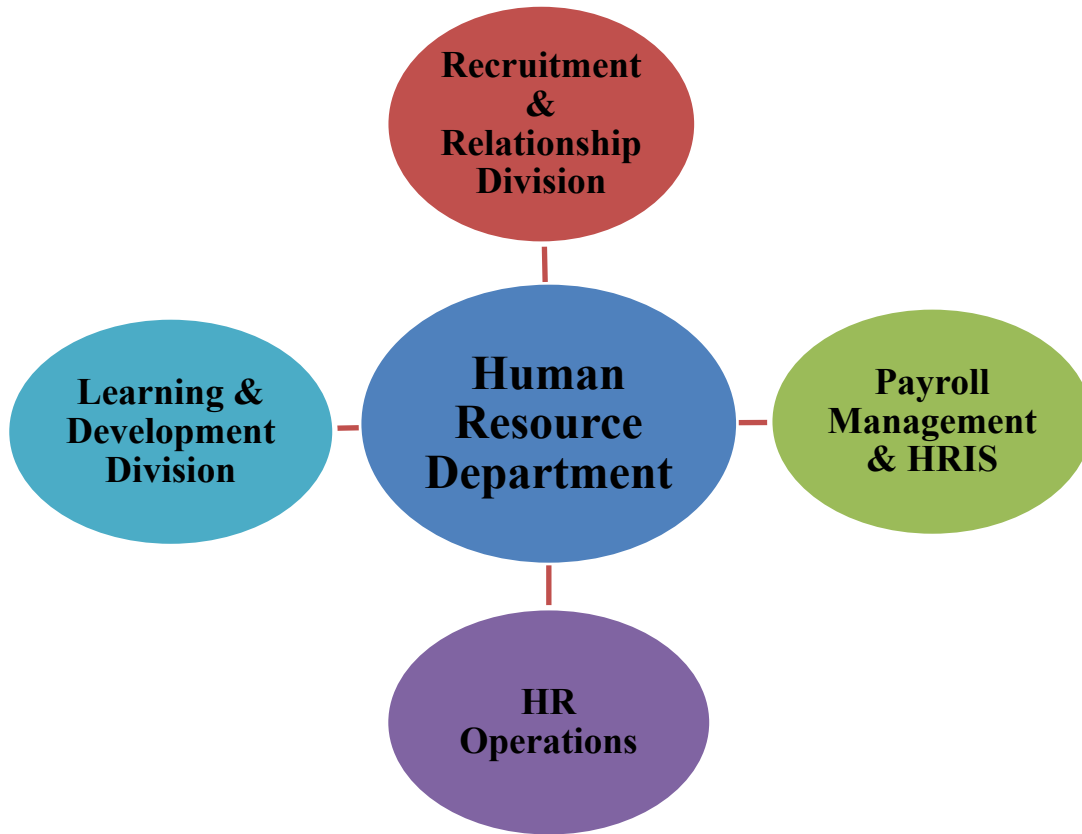 Recruitment
&
Relationship
Division
Human
Resource
Department
Learning &
Development
Division
Payroll
Management
& HRIS
HR
Operations